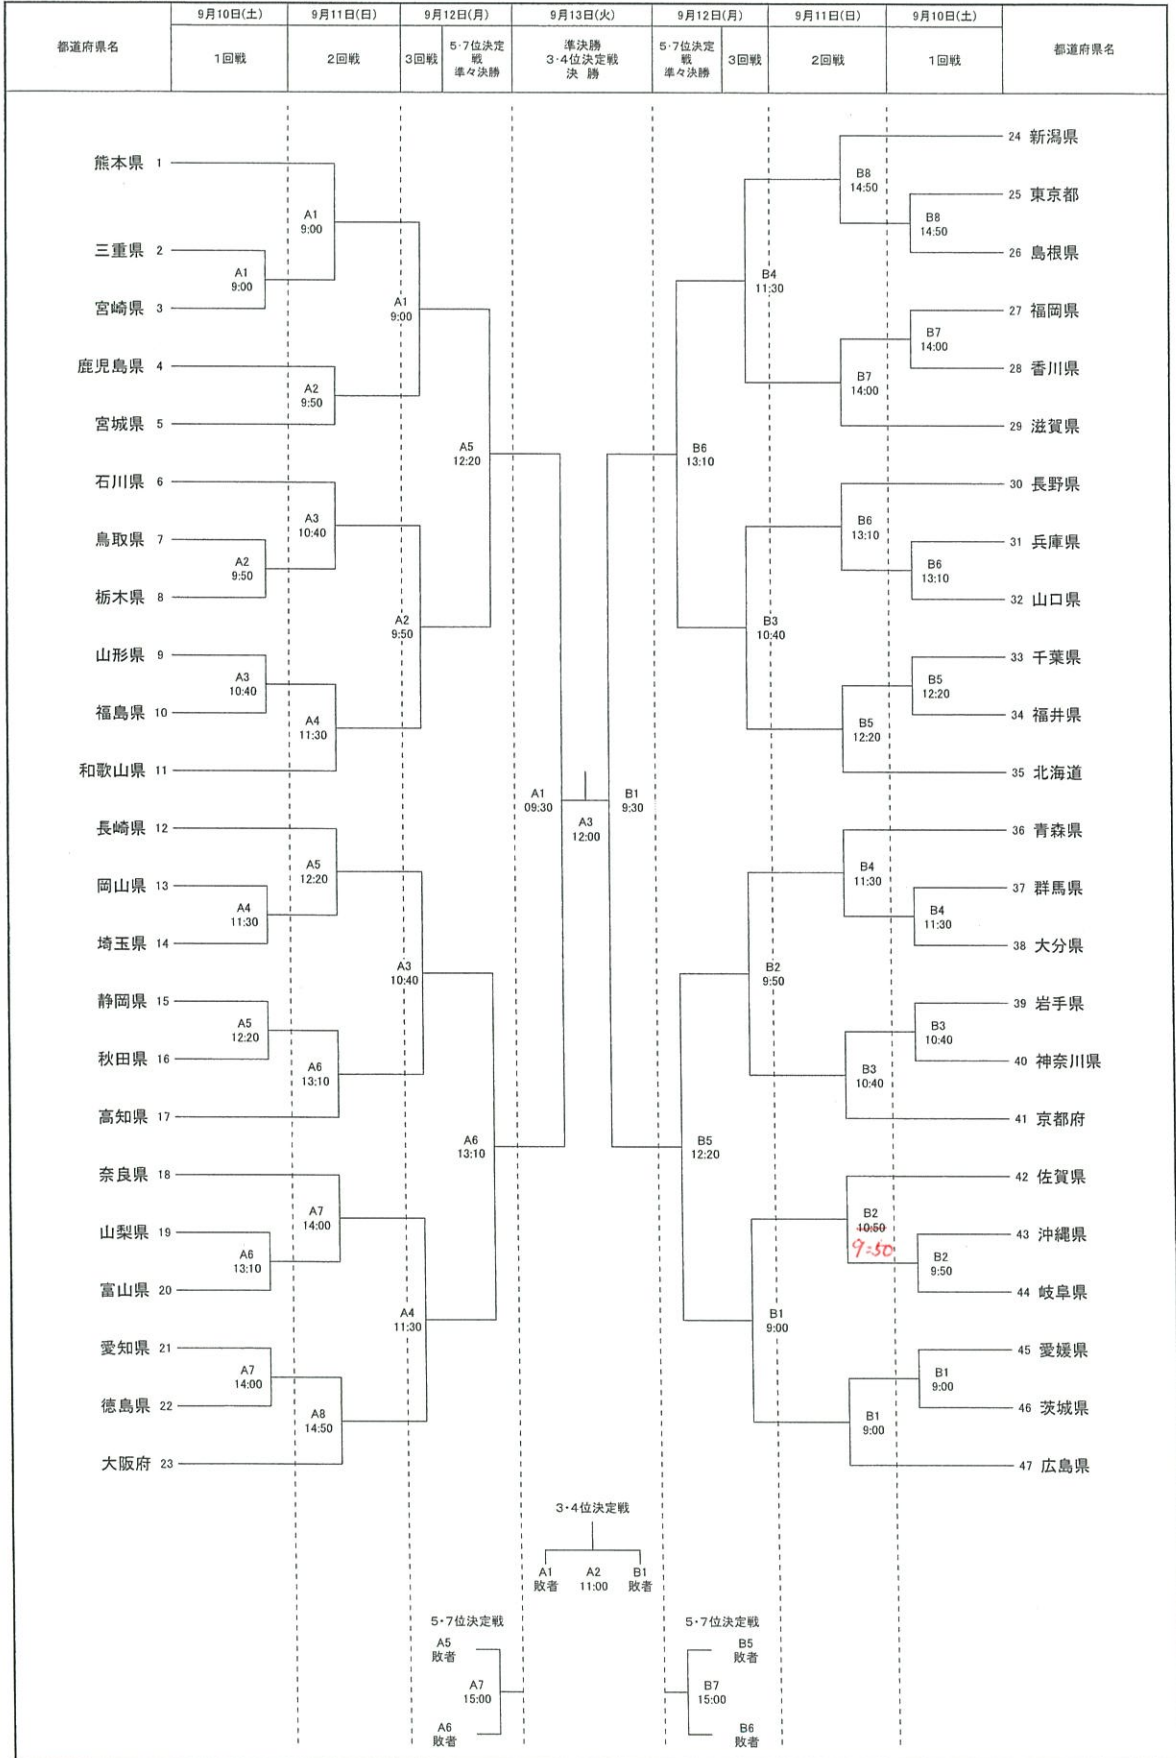 都道府県名
9月10日(土)
9月11日(日)
9月12日(月)
9月13日(火)
9月12日(月)
9月11日(日)
9月10日(土)
都道府県名
1回戦
2回戦
3回戦
5・7位決定
戦
準々決勝
準決勝
3・4位決定戦
決 勝
5・7位決定
戦
準々決勝
3回戦
2回戦
1回戦
熊本県 1
三重県 2
宮崎県 3
鹿児島県 4
宮城県 5
石川県 6
鳥取県 7
栃木県 8
山形県 9
福島県 10
和歌山県 11
長崎県 12
岡山県 13
埼玉県 14
静岡県 15
秋田県 16
高知県 17
奈良県 18
山梨県 19
富山県 20
愛知県 21
徳島県 22
大阪府 23
A1
9:00
A2
9:50
A3
10:40
A4
11:30
A5
12:20
A6
13:10
A7
14:00
A1
9:00
A2
9:50
A3
10:40
A4
11:30
A5
12:20
A6
13:10
A7
14:00
A8
14:50
A1
9:00
A2
9:50
A3
10:40
A4
11:30
A5
12:20
A6
13:10
A1
09:30
A3
12:00
B1
9:30
B6
13:10
B5
12:20
B4
11:30
B3
10:40
B2
9:50
B1
9:00
B8
14:50
B7
14:00
B6
13:10
B5
12:20
B4
11:30
B3
10:40
B2
10:50
9:50
B1
9:00
B8
14:50
B7
14:00
B6
13:10
B5
12:20
B4
11:30
B3
10:40
B2
9:50
B1
9:00
24 新潟県
25 東京都
26 島根県
27 福岡県
28 香川県
29 滋賀県
30 長野県
31 兵庫県
32 山口県
33 千葉県
34 福井県
35 北海道
36 青森県
37 群馬県
38 大分県
39 岩手県
40 神奈川県
41 京都府
42 佐賀県
43 沖縄県
44 岐阜県
45 愛媛県
46 茨城県
47 広島県
3・4位決定戦
A1
敗者
A2
11:00
B1
敗者
5・7位決定戦
A5
敗者
A7
15:00
A6
敗者
5・7位決定戦
B5
敗者
B7
15:00
B6
敗者